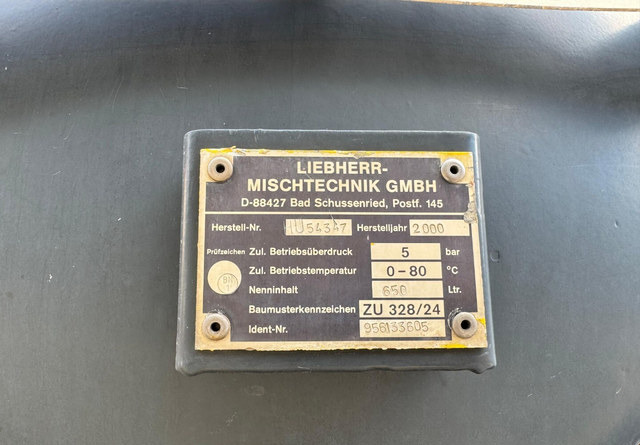 LIEBHERR-
MISCHTECHNIK GMBH
D-88427 Bad Schussenried, Postf. 145
Herstell-Nr. Herstelljahr 2000
Prüfzeichen Zul. Betriebsüberdruck 5 bar
Zul. Betriebstemperatur 0-80 °C
Nenninhalt 650 Ltr.
Baumusterkennzeichen ZU 328/24
Ident-Nr. 956133605